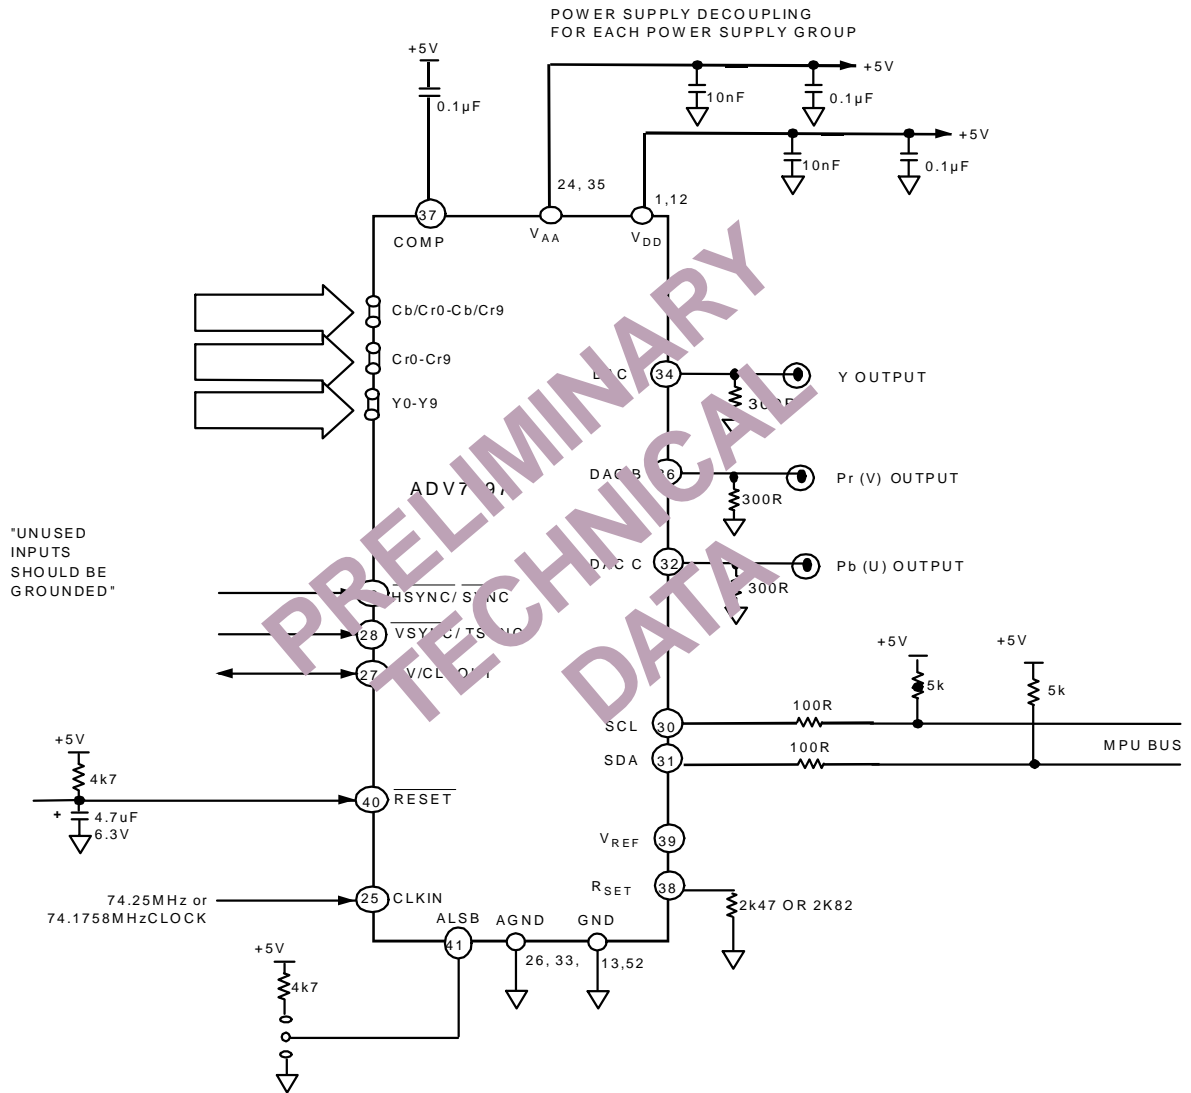 POWER SUPPLY DECOUPLING
FOR EACH POWER SUPPLY GROUP
+5V
+5V
10nF
0.1µF
0.1µF
+5V
10nF
0.1µF
24, 35
1,12
37
COMP
VAA
VDD
Cb/Cr0-Cb/Cr9
Cr0-Cr9
Y0-Y9
34
Y OUTPUT
DAC B
Pr (V) OUTPUT
300R
"UNUSED
INPUTS
SHOULD BE
GROUNDED"
DAC C
32
Pb (U) OUTPUT
300R
HSYNC/
28
27
PRELIMINARY
TECHNICAL
DATA
+5V
+5V
5k
5k
100R
SCL
30
100R
SDA
31
MPU BUS
+5V
4k7
40
RESET
+
4.7uF
6.3V
VREF
39
RSET
38
2k47 OR 2K82
74.25MHz or
74.1758MHzCLOCK
25
CLKIN
ALSB
AGND
GND
41
26, 33,
13,52
+5V
4k7